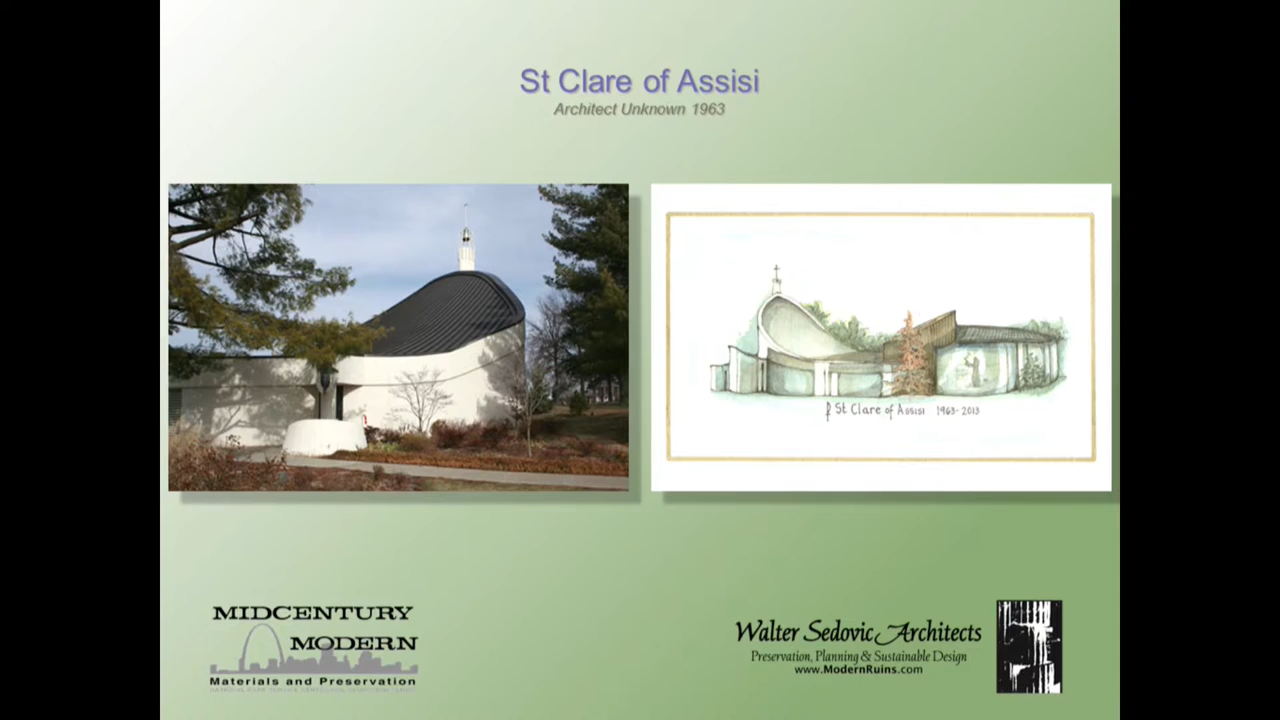 St Clare of Assisi
Architect Unknown 1963
St Clare of Assisi 1963-2013
MIDCENTURY
MODERN
Materials and Preservation
Walter Sedovic Architects
Preservation, Planning & Sustainable Design
www.ModernRuins.com